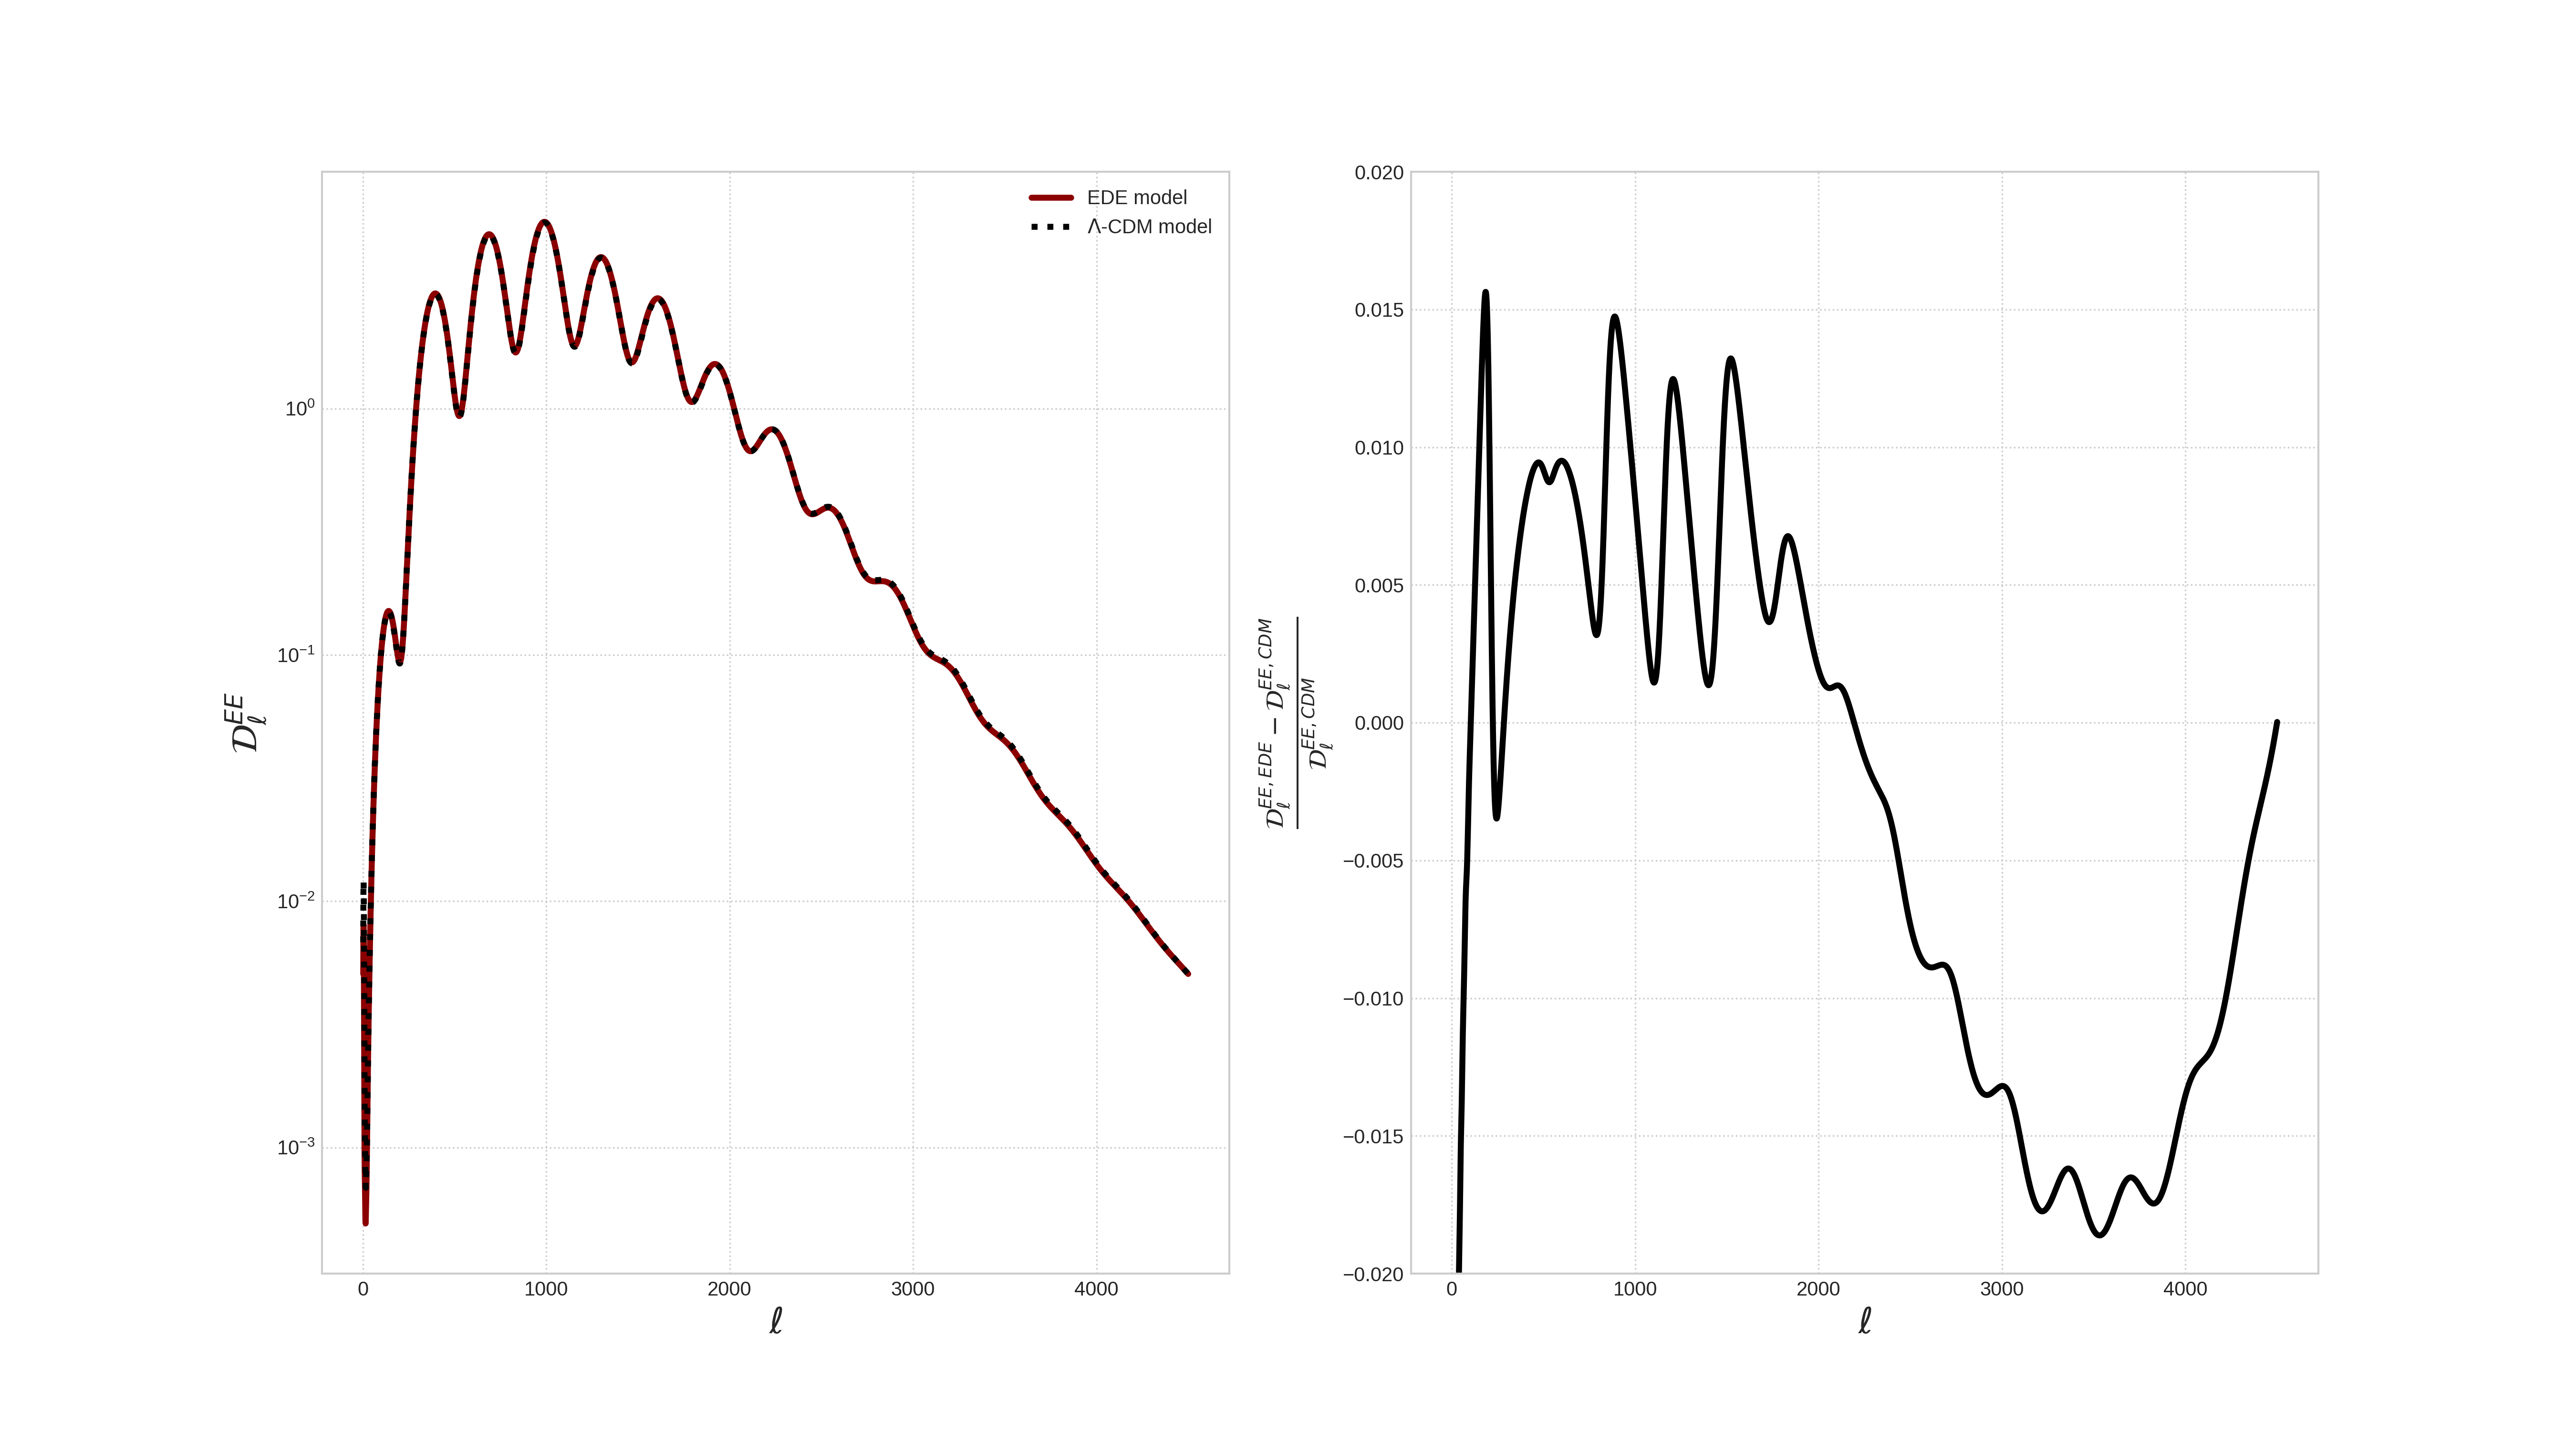 EDE model
Λ-CDM model
10⁰
10⁻¹
10⁻²
10⁻³
𝒟_ℓ^{EE}
0 1000 2000 3000 4000
ℓ
0.020
0.015
0.010
0.005
0.000
−0.005
−0.010
−0.015
−0.020
𝒟_ℓ^{EE, EDE} − 𝒟_ℓ^{EE, CDM}
𝒟_ℓ^{EE, CDM}
0 1000 2000 3000 4000
ℓ